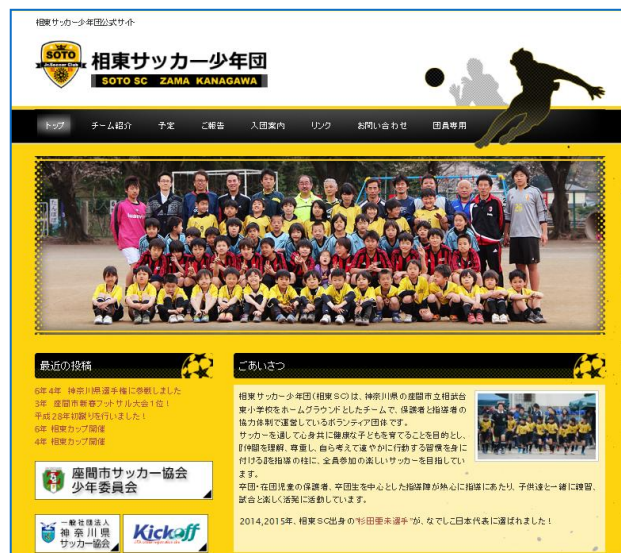 相東サッカー少年団公式サイト
SOTO
Jr.Soccer Club
相東サッカー少年団
SOTO SC ZAMA KANAGAWA
トップ チーム紹介 予定 ご報告 入団案内 リンク お問い合わせ 団員専用
最近の投稿
6年4年 神奈川県選手権に参戦しました
3年 座間市新春フットサル大会1位!
平成28年初蹴りを行いました!
6年 相東カップ開催
4年 相東カップ開催
座間市サッカー協会
少年委員会
一般社団法人
神奈川県
サッカー協会
Kickoff
ごあいさつ
相東サッカー少年団(相東SC)は、神奈川県の座間市立相武台
東小学校をホームグラウンドとしたチームで、保護者と指導者の
協力体制で運営しているボランティア団体です。
サッカーを通して心身共に健康な子どもを育てることを目的とし、
『仲間を理解、尊重し、自ら考えて速やかに行動する習慣を身に
付ける』を指導の柱に、全員参加の楽しいサッカーを目指してい
ます。
卒団・在団児童の保護者、卒団生を中心とした指導陣が熱心に指導にあたり、子供達と一緒に練習、
試合と楽しく活発に活動しています。
2014,2015年、相東SC出身の"杉田亜未選手"が、なでしこ日本代表に選ばれました!